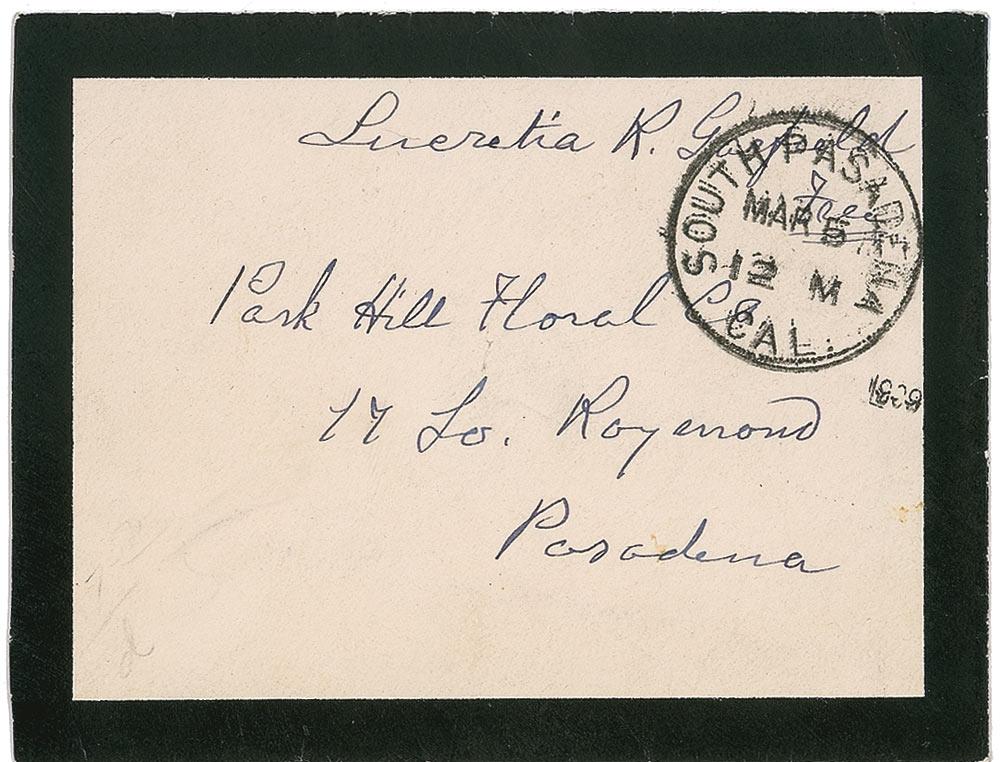 Lucretia R. Garfield
Free
SOUTH PASADENA
MAR 5
12 M
CAL.
Park Hill Floral Co
17 So. Raymond
Pasadena